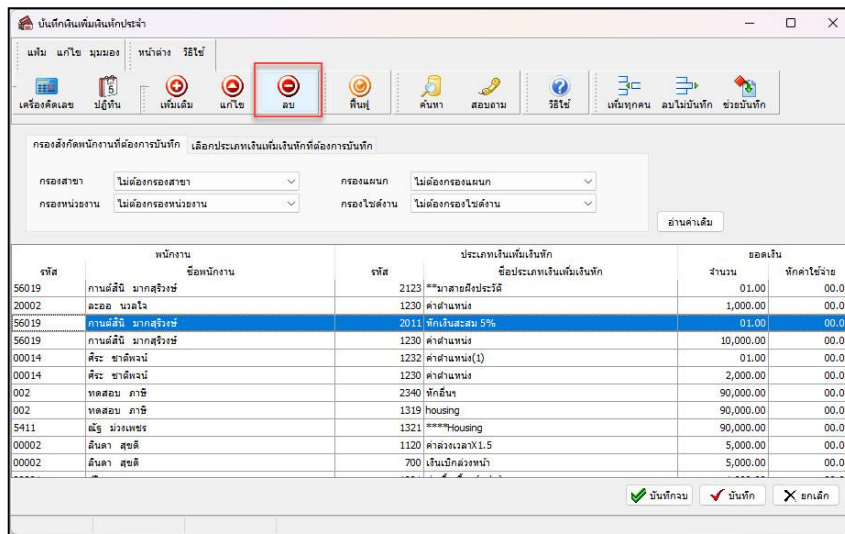 บันทึกเงินเพิ่มเงินหักประจำ
แฟ้ม แก้ไข มุมมอง หน้าต่าง วิธีใช้
เครื่องคิดเลข ปฏิทิน เพิ่มเติม แก้ไข ลบ ฟื้นฟู ค้นหา สอบถาม วิธีใช้ เพิ่มทุกคน ลบไม่บันทึก ช่วยบันทึก
กรองสังกัดพนักงานที่ต้องการบันทึก เลือกประเภทเงินเพิ่มเงินหักที่ต้องการบันทึก
กรองสาขา ไม่ต้องกรองสาขา กรองแผนก ไม่ต้องกรองแผนก
กรองหน่วยงาน ไม่ต้องกรองหน่วยงาน กรองไซด์งาน ไม่ต้องกรองไซด์งาน
อ่านค่าเดิม
พนักงาน ประเภทเงินเพิ่มเงินหัก ยอดเงิน
รหัส ชื่อพนักงาน รหัส ชื่อประเภทเงินเพิ่มเงินหัก จำนวน หักค่าใช้จ่าย
56019 กานต์สินี มากสุริวงษ์ 2123 **มาสายฝังประวัติ 01.00 00.0
20002 ละออ นวลใจ 1230 ค่าตำแหน่ง 1,000.00 00.0
56019 กานต์สินี มากสุริวงษ์ 2011 หักเงินสะสม 5% 01.00 00.0
56019 กานต์สินี มากสุริวงษ์ 1230 ค่าตำแหน่ง 10,000.00 00.0
00014 ศิระ ชาติพจน์ 1232 ค่าตำแหน่ง(1) 01.00 00.0
00014 ศิระ ชาติพจน์ 1230 ค่าตำแหน่ง 2,000.00 00.0
002 ทดสอบ ภาษี 2340 หักอื่นๆ 90,000.00 00.0
002 ทดสอบ ภาษี 1319 housing 90,000.00 00.0
5411 ณัฐ ม่วงเพชร 1321 ****Housing 90,000.00 00.0
00002 ลินดา สุขดี 1120 ค่าล่วงเวลาX1.5 5,000.00 00.0
00002 ลินดา สุขดี 700 เงินเบิกล่วงหน้า 5,000.00 00.0
บันทึกจบ บันทึก ยกเลิก